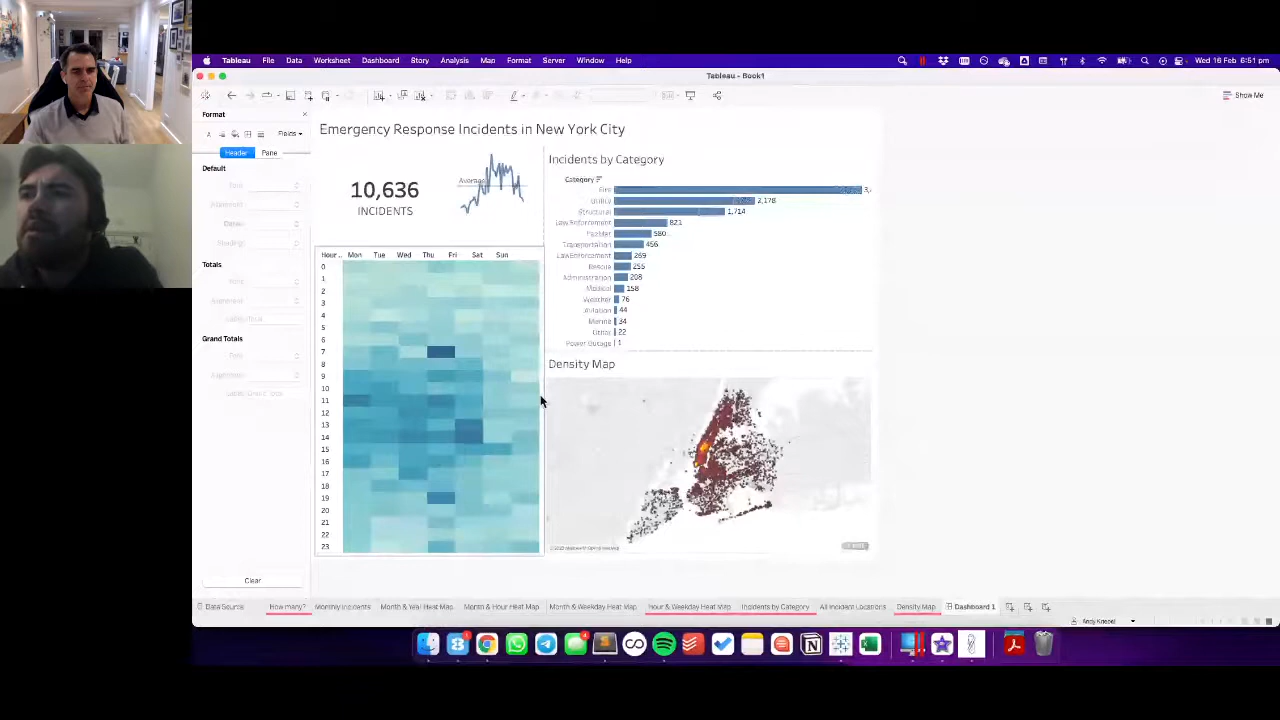 Tableau File Data Worksheet Dashboard Story Analysis Map Format Server Window Help
Wed 16 Feb 6:51 pm
Tableau - Book1
Show Me
Format
Fields
Header Pane
Default
Totals
Grand Totals
Clear
Emergency Response Incidents in New York City
10,636
INCIDENTS
Average
Hour .. Mon Tue Wed Thu Fri Sat Sun
0
1
2
3
4
5
6
7
8
9
10
11
12
13
14
15
16
17
18
19
20
21
22
23
Incidents by Category
Category
Fire 3,
Utility 2,178
Structural 1,714
LawEnforcement 821
580
Transportation 456
LawEnforcement 269
Rescue 255
Administration 208
Medical 158
Weather 76
Aviation 44
Marine 34
Other 22
Power Outage 1
Density Map
Data Source How many? Monthly Incidents Month & Year Heat Map Month & Hour Heat Map Month & Weekday Heat Map Hour & Weekday Heat Map Incidents by Category All Incident Locations Density Map Dashboard 1
Andy Kriebel